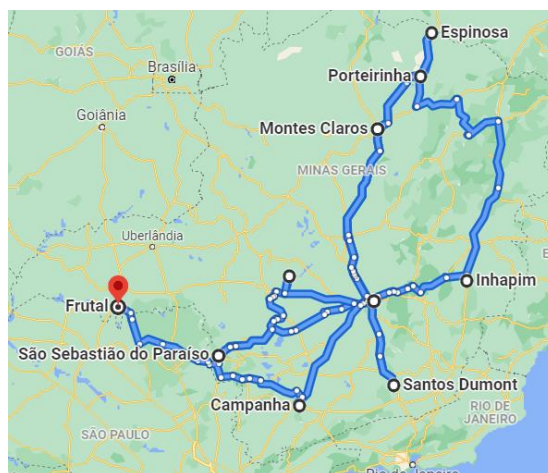 Espinosa
GOIÁS
Brasília
Porteirinha
Goiânia
Montes Claros
MINAS GERAIS
Uberlândia
Inhapim
Frutal
São Sebastião do Paraíso
Santos Dumont
Campanha
RIO DE
JANEIRO
SÃO PAULO